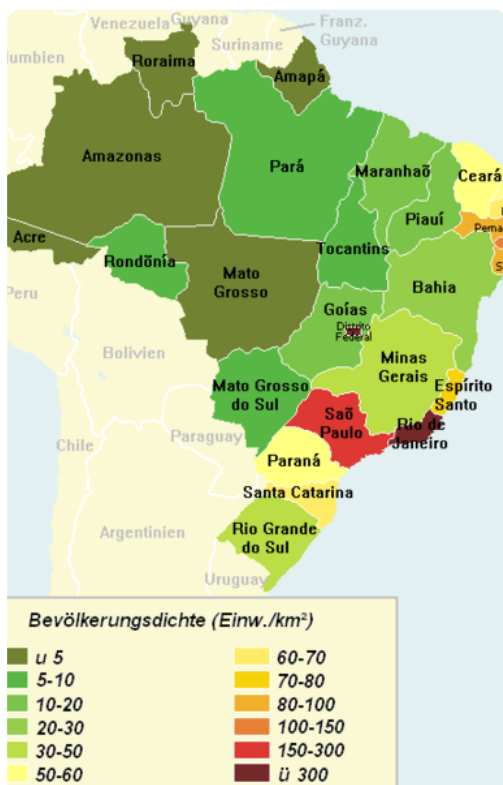 Venezuela
Guyana
Franz.
Guyana
Suriname
Roraima
Amapá
Amazonas
Pará
Maranhaõ
Ceará
Piauí
Acre
Rondõnía
Tocantins
Mato
Grosso
Bahia
Peru
Goías
Distrito
Federal
Bolivien
Minas
Gerais
Mato Grosso
do Sul
Espírito
Santo
Saõ
Paulo
Rio de
Janeiro
Paraguay
Chile
Paraná
Santa Catarina
Argentinien
Rio Grande
do Sul
Uruguay
Bevölkerungsdichte (Einw./km²)
u 5
5-10
10-20
20-30
30-50
50-60
60-70
70-80
80-100
100-150
150-300
ü 300